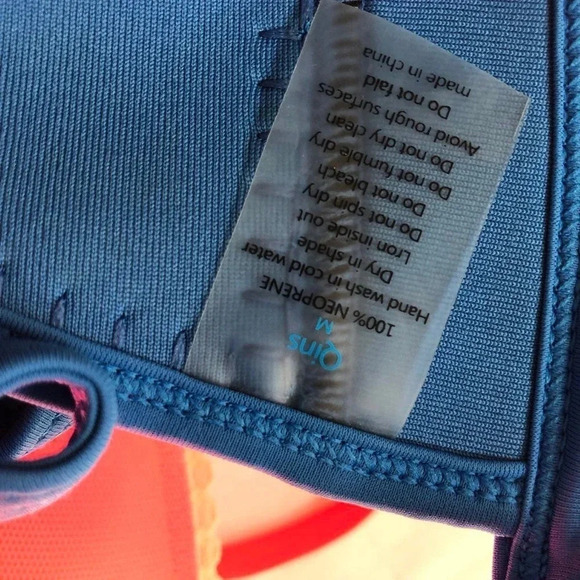 M
Qins
100% NEOPRENE
Hand wash in cold water
Dry in shade
Lron inside out
Do not spin dry
Do not bleach
Do not fumble dry
Do not dry clean
Avoid rough surfaces
Do not fald
made in china